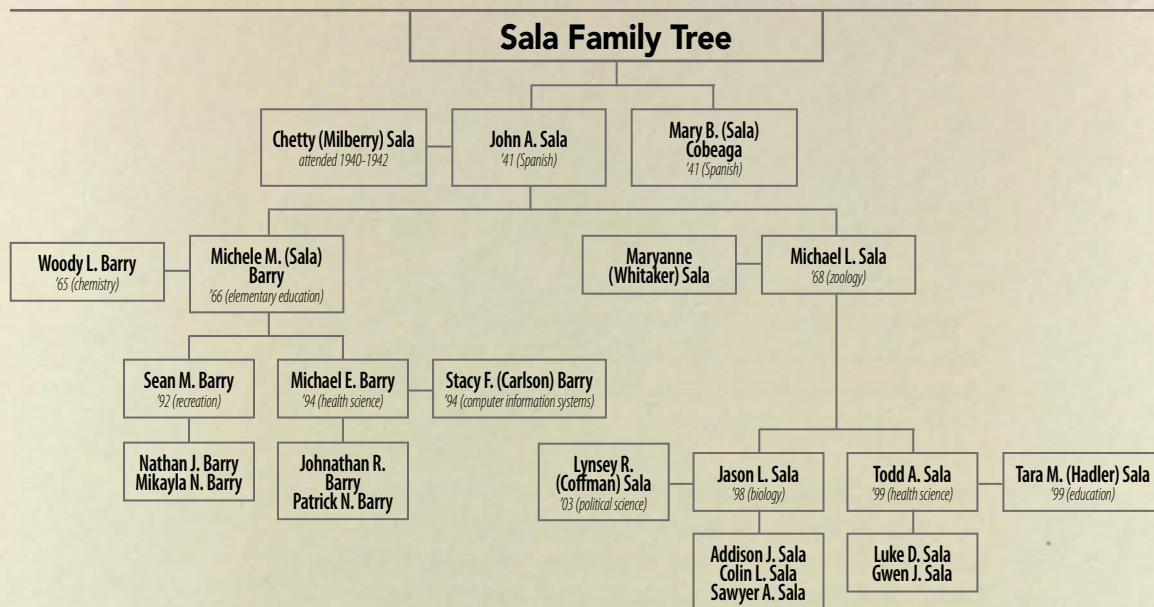 Sala Family Tree
Chetty (Milberry) Sala
attended 1940-1942
John A. Sala
'41 (Spanish)
Mary B. (Sala)
Cobeaga
'41 (Spanish)
Woody L. Barry
'65 (chemistry)
Michele M. (Sala)
Barry
'66 (elementary education)
Maryanne
(Whitaker) Sala
Michael L. Sala
'68 (zoology)
Sean M. Barry
'92 (recreation)
Michael E. Barry
'94 (health science)
Stacy F. (Carlson) Barry
'94 (computer information systems)
Nathan J. Barry
Mikayla N. Barry
Johnathan R.
Barry
Patrick N. Barry
Lynsey R.
(Coffman) Sala
'03 (political science)
Jason L. Sala
'98 (biology)
Todd A. Sala
'99 (health science)
Tara M. (Hadler) Sala
'99 (education)
Addison J. Sala
Colin L. Sala
Sawyer A. Sala
Luke D. Sala
Gwen J. Sala